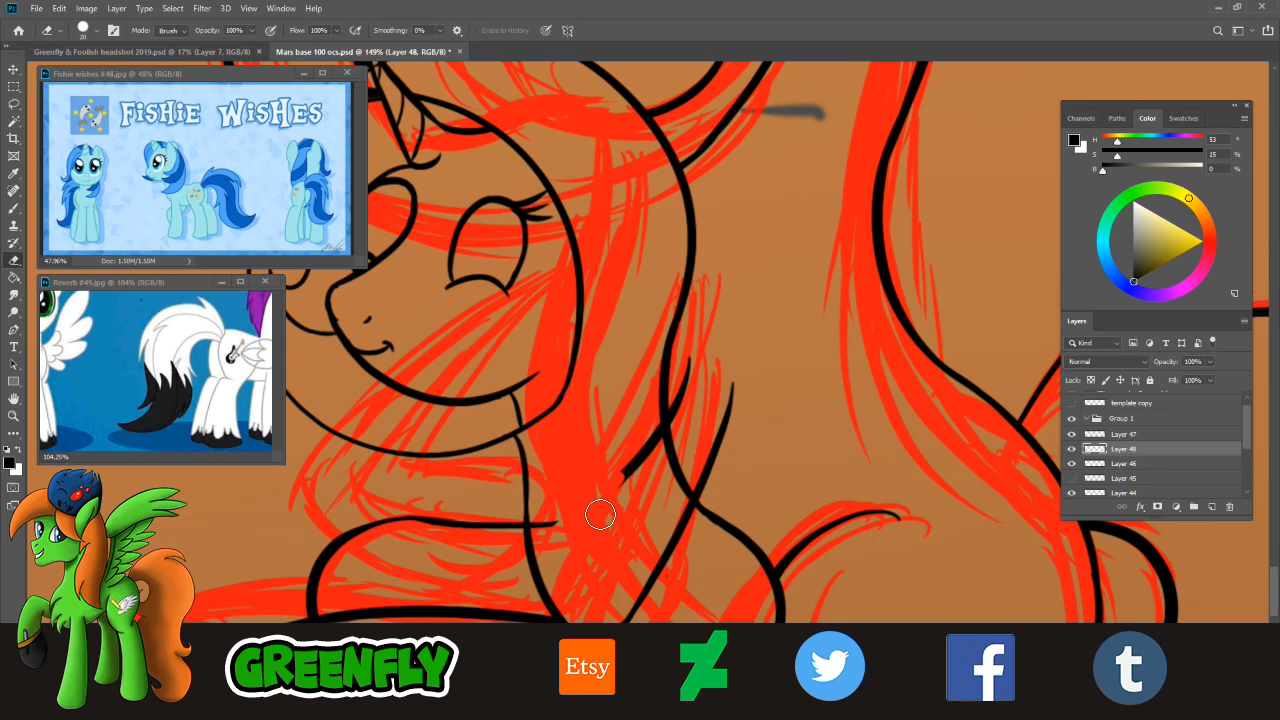 File Edit Image Layer Type Select Filter 3D View Window Help
20 Mode: Brush Opacity: 100% Flow: 100% Smoothing: 0% Erase to History
Greenfly & Foolish headshot 2019.psd @ 17% (Layer 7, RGB/8) × Mars base 100 ocs.psd @ 149% (Layer 48, RGB/8) * ×
Fishie wishes #48.jpg @ 48% (RGB/8)
FiSHiE WiSHES
47.96% Doc: 1.50M/1.50M
Reverb #49.jpg @ 104% (RGB/8)
104.25%
Channels Paths Color Swatches
H 53 °
S 15 %
B 0 %
Layers
Kind
Normal Opacity: 100%
Locks: Fill: 100%
template copy
Group 1
Layer 47
Layer 48
Layer 46
Layer 45
Layer 44
GREENFLY
Etsy